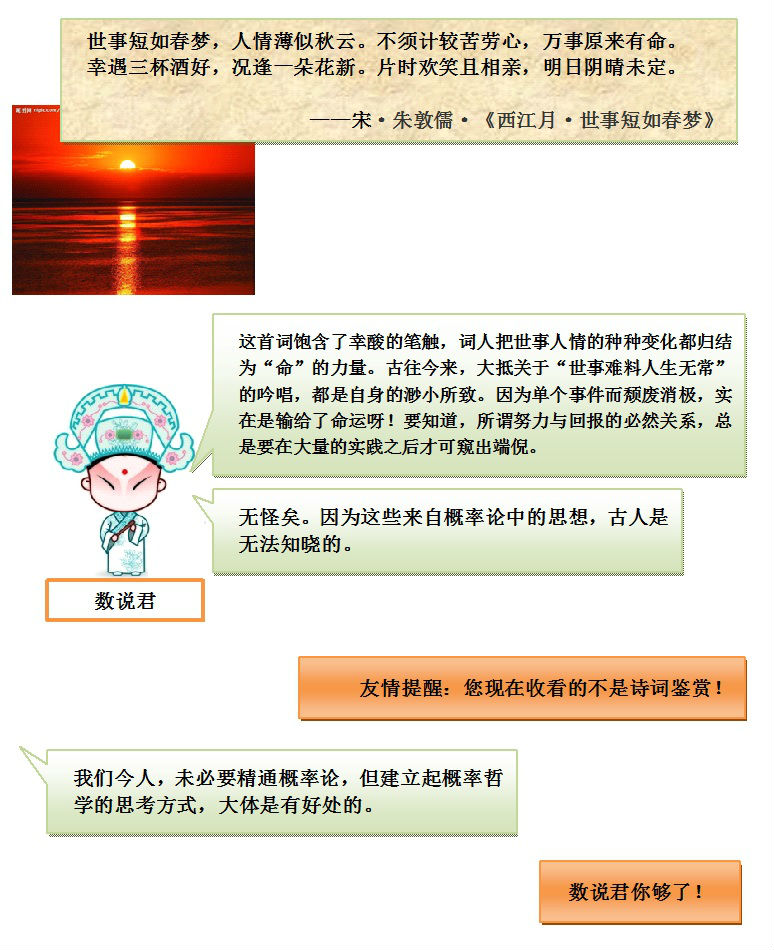 世事短如春梦，人情薄似秋云。不须计较苦劳心，万事原来有命。
幸遇三杯酒好，况逢一朵花新。片时欢笑且相亲，明日阴晴未定。
——宋·朱敦儒·《西江月·世事短如春梦》
这首词饱含了幸酸的笔触，词人把世事人情的种种变化都归结
为“命”的力量。古往今来，大抵关于“世事难料人生无常”
的吟唱，都是自身的渺小所致。因为单个事件而颓废消极，实
在是输给了命运呀！要知道，所谓努力与回报的必然关系，总
是要在大量的实践之后才可窥出端倪。
无怪矣。因为这些来自概率论中的思想，古人是
无法知晓的。
数说君
友情提醒：您现在收看的不是诗词鉴赏！
我们今人，未必要精通概率论，但建立起概率哲
学的思考方式，大体是有好处的。
数说君你够了！